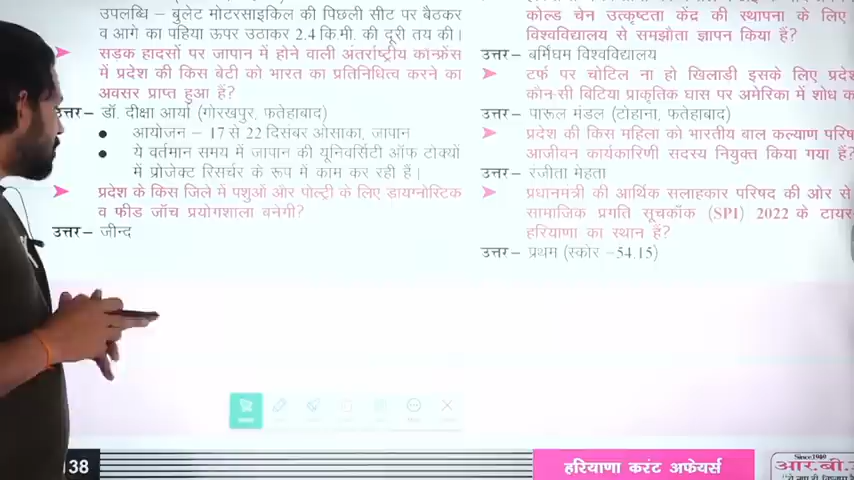 उपलब्धि – बुलेट मोटरसाइकिल की पिछली सीट पर बैठकर
व आगे का पहिया ऊपर उठाकर 2.4 कि.मी. की दूरी तय की।
सड़क हादसों पर जापान में होने वाली अंतर्राष्ट्रीय कॉन्फ्रेंस
में प्रदेश की किस बेटी को भारत का प्रतिनिधित्व करने का
अवसर प्राप्त हुआ है?
उत्तर– डॉ. दीक्षा आर्या (गोरखपुर, फतेहाबाद)
● आयोजन – 17 से 22 दिसंबर ओसाका, जापान
● ये वर्तमान समय में जापान की यूनिवर्सिटी ऑफ टोक्यो
में प्रोजेक्ट रिसर्चर के रूप में काम कर रही हैं।
प्रदेश के किस जिले में पशुओं और पोल्ट्री के लिए डायग्नोस्टिक
व फीड जाँच प्रयोगशाला बनेगी?
उत्तर– जीन्द
कोल्ड चेन उत्कृष्टता केंद्र की स्थापना के लिए
विश्वविद्यालय से समझौता ज्ञापन किया है?
उत्तर– बर्मिंघम विश्वविद्यालय
टर्फ पर चोटिल ना हो खिलाडी इसके लिए
कौन-सी बिटिया प्राकृतिक घास पर अमेरिका में शोध
उत्तर– पारूल मंडल (टोहाना, फतेहाबाद)
प्रदेश की किस महिला को भारतीय बाल कल्याण
आजीवन कार्यकारिणी सदस्य नियुक्त किया गया है?
उत्तर– रजीता मेहता
प्रधानमंत्री की आर्थिक सलाहकार परिषद की ओर से
सामाजिक प्रगति सूचकाँक (SPI) 2022 के
हरियाणा का स्थान हैं?
उत्तर– प्रथम (स्कोर –54.15)
38
हरियाणा करंट अफेयर्स
Since1980
आर.बी.